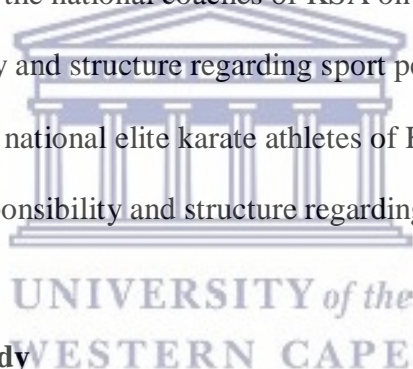 the national coaches of KSA on
y and structure regarding sport pe
national elite karate athletes of
ponsibility and structure regarding
UNIVERSITY of the
dy
WESTERN CAPE